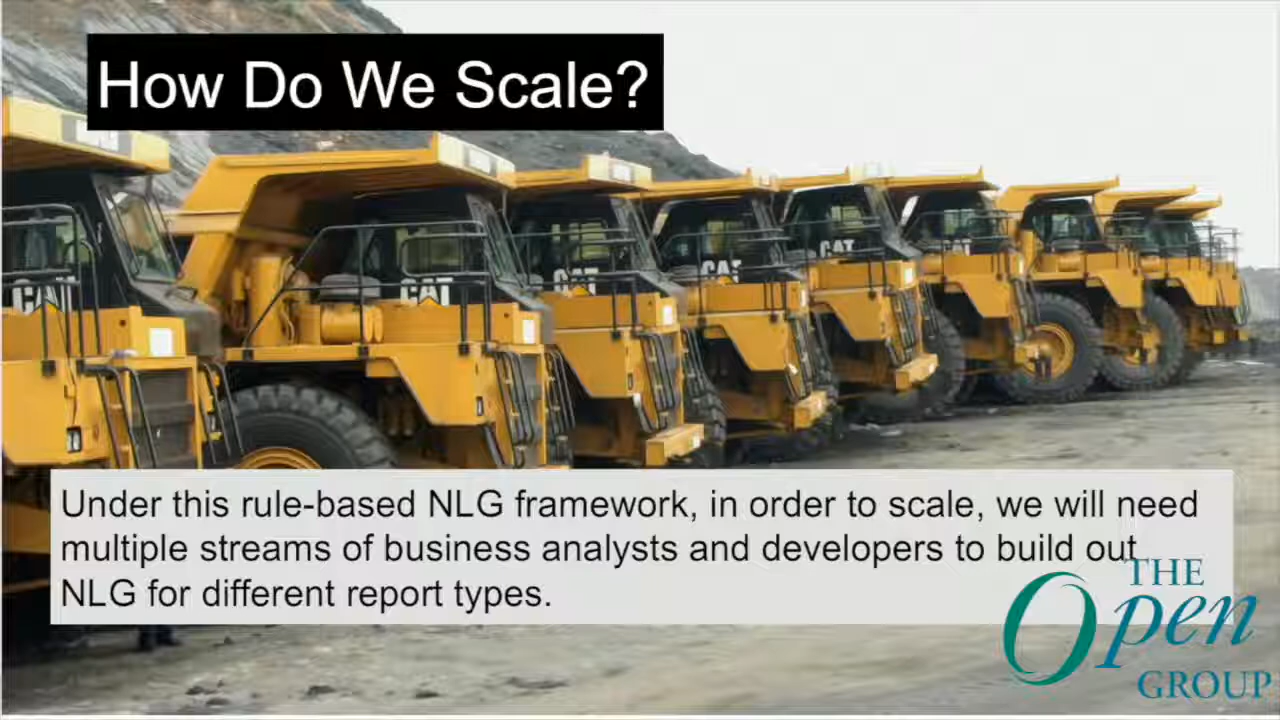 How Do We Scale?
CAT
CAT
CAT
CAT
CAT
Under this rule-based NLG framework, in order to scale, we will need
multiple streams of business analysts and developers to build out
NLG for different report types.
THE
Open
GROUP